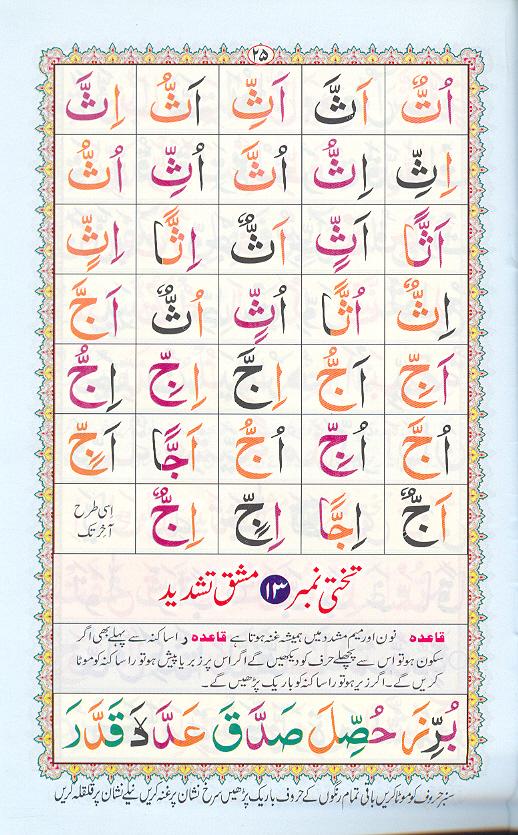 ٢٥
اُتٌّ اَثَّ اَثِّ اَثُّ اِثَّ
اِثِّ اِثُّ اُثَّ اُثِّ اُثُّ
اَثًّا اَثٍّ اَثٌّ اِثًّا اِثٍّ
اِثٌّ اُثًّا اُثٍّ اُثٌّ اَجَّ
اَجِّ اَجُّ اِجَّ اِجِّ اِجُّ
اُجَّ اُجِّ اُجُّ اَجًّا اَجٍّ
اَجٌّ اِجًّا اِجٍّ اِجٌّ اِسی طرح آخر تک
تختی نمبر ١٣ مشق تشدید
قاعدہ نون اور میم مشدد میں ہمیشہ غنہ ہوتا ہے قاعدہ را ساکنہ سے پہلے بھی اگر
سکون ہو تو اس سے پچھلے حرف کو دیکھیں گے اگر اس پر زبر یا پیش ہو تو را ساکنہ کو موٹا
کریں گے۔ اگر زیر ہو تو را ساکنہ کو باریک پڑھیں گے۔
بُرِّزَ حُصِّلَ صَدَّقَ قَدَّرَ
سبز حروف کو موٹا کریں باقی تمام رنگوں کے حروف باریک پڑھیں سرخ نشان پر غنہ کریں نیلے نشان پر قلقلہ کریں